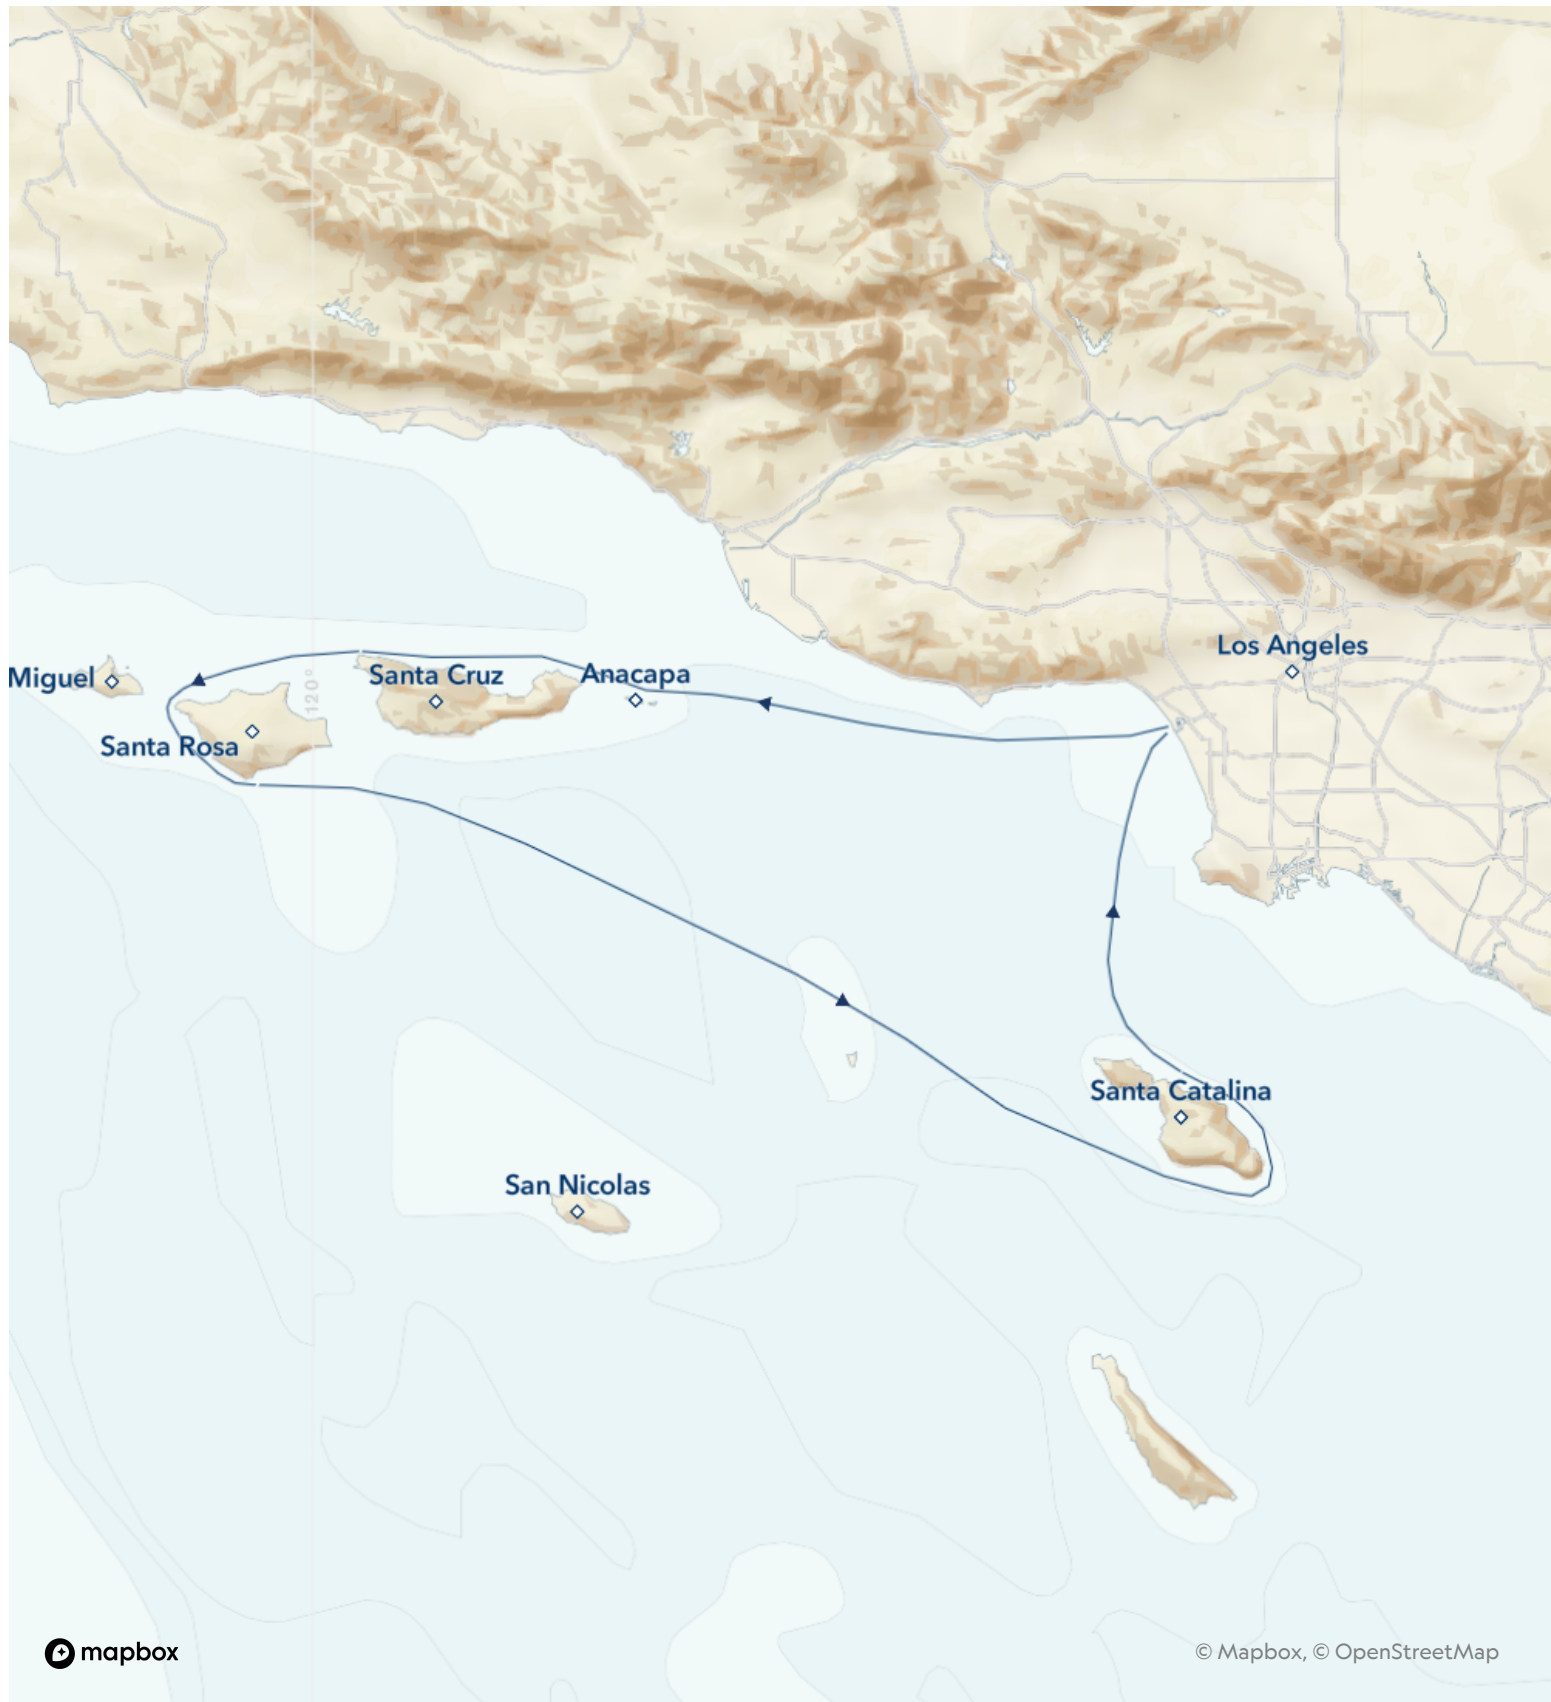 Los Angeles
Miguel
Santa Cruz
Anacapa
120°
Santa Rosa
Santa Catalina
San Nicolas
mapbox
© Mapbox, © OpenStreetMap